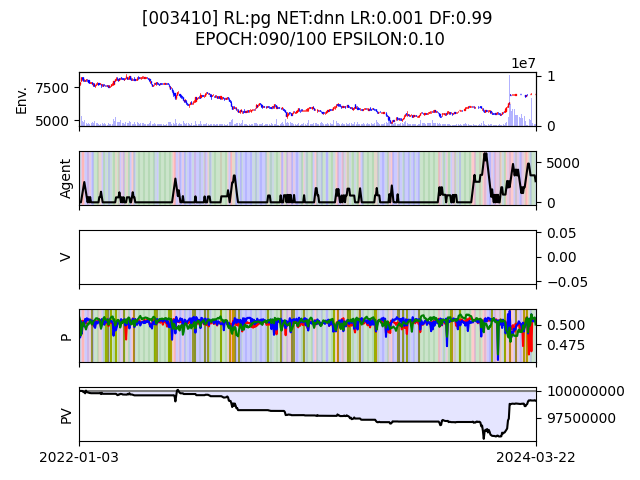 [003410] RL:pg NET:dnn LR:0.001 DF:0.99
EPOCH:090/100 EPSILON:0.10
1e7
Env.
7500
5000
1
0
Agent
5000
0
V
0.05
0.00
−0.05
P
0.500
0.475
PV
100000000
97500000
2022-01-03
2024-03-22